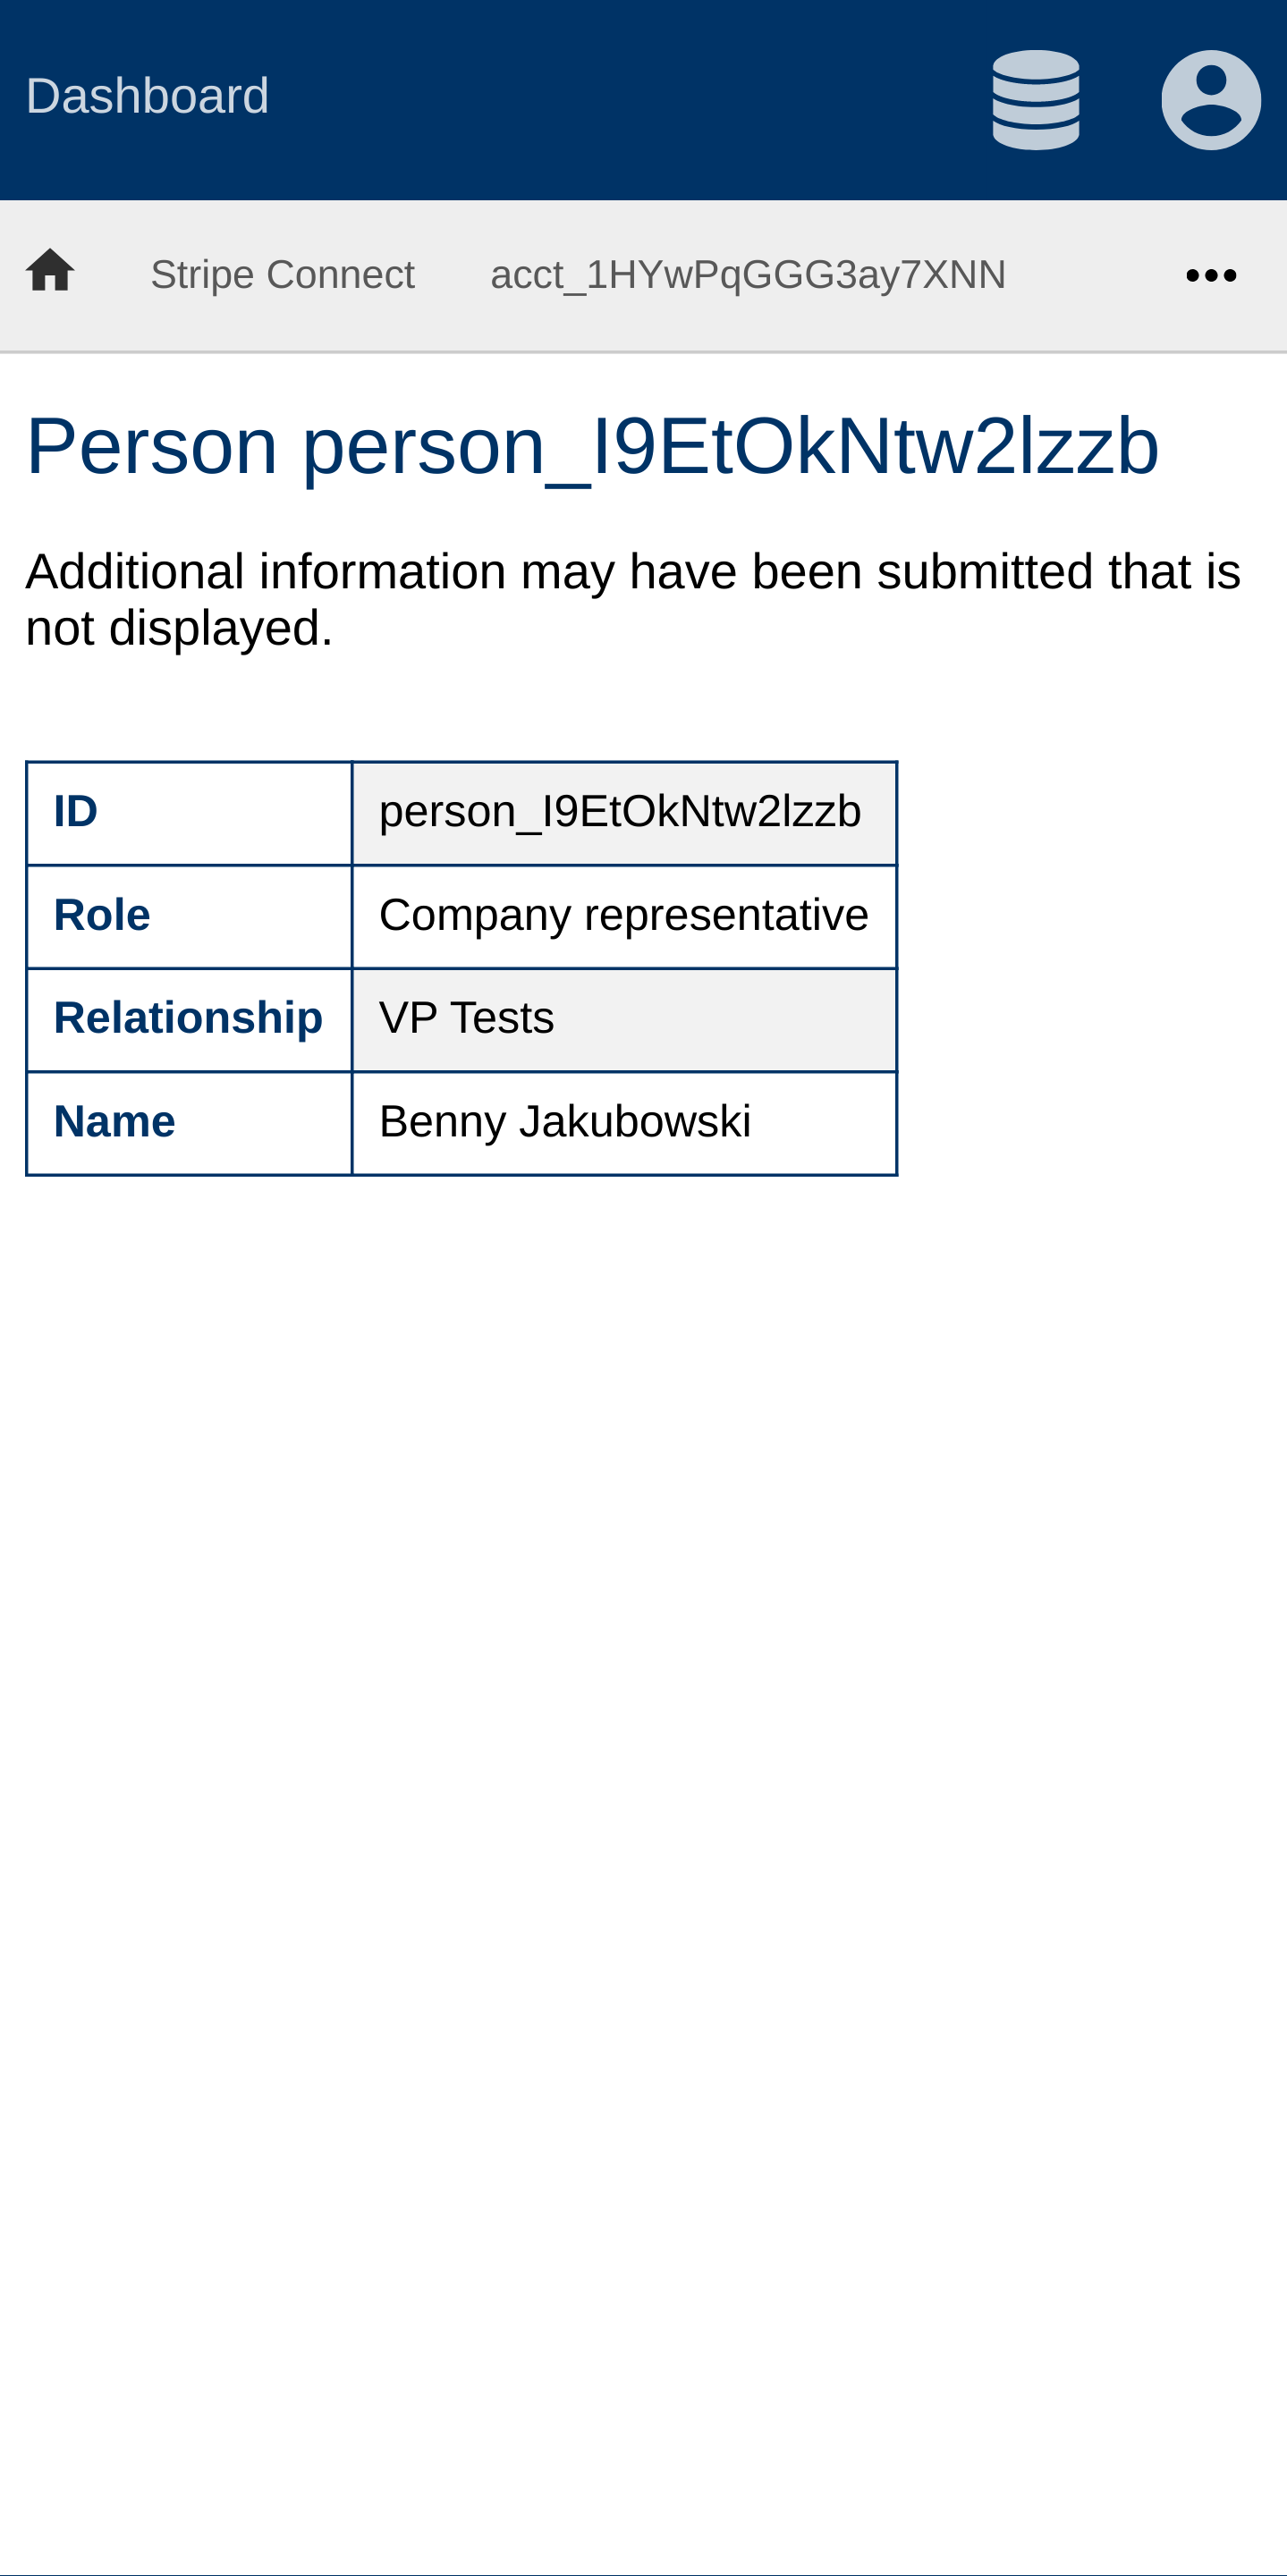 Dashboard
Stripe Connect acct_1HYwPqGGG3ay7XNN
Person person_I9EtOkNtw2lzzb
Additional information may have been submitted that is
not displayed.
ID person_I9EtOkNtw2lzzb
Role Company representative
Relationship VP Tests
Name Benny Jakubowski